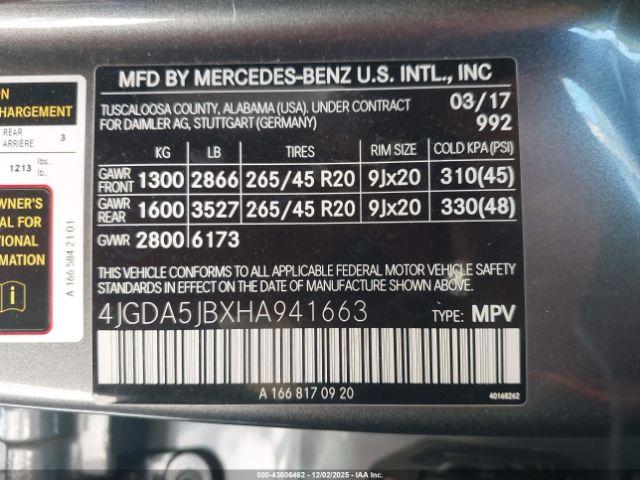 MFD BY MERCEDES-BENZ U.S. INTL., INC
TUSCALOOSA COUNTY, ALABAMA (USA). UNDER CONTRACT
FOR DAIMLER AG, STUTTGART (GERMANY)
03/17
992
KG LB TIRES RIM SIZE COLD KPA (PSI)
GAWR FRONT 1300 2866 265/45 R20 9Jx20 310(45)
GAWR REAR 1600 3527 265/45 R20 9Jx20 330(48)
GVWR 2800 6173
THIS VEHICLE CONFORMS TO ALL APPLICABLE FEDERAL MOTOR VEHICLE SAFETY
STANDARDS IN EFFECT ON THE DATE OF MANUFACTURE SHOWN ABOVE.
4JGDA5JBXHA941663 TYPE: MPV
A 166 817 09 20
40168262
ON
CHARGEMENT
REAR 3
ARRIÈRE
1213 lbs.
lb.
OWNER'S
AL FOR
TIONAL
MATION
A 166 584 21 01
000-43806462 - 12/02/2025 - IAA Inc.